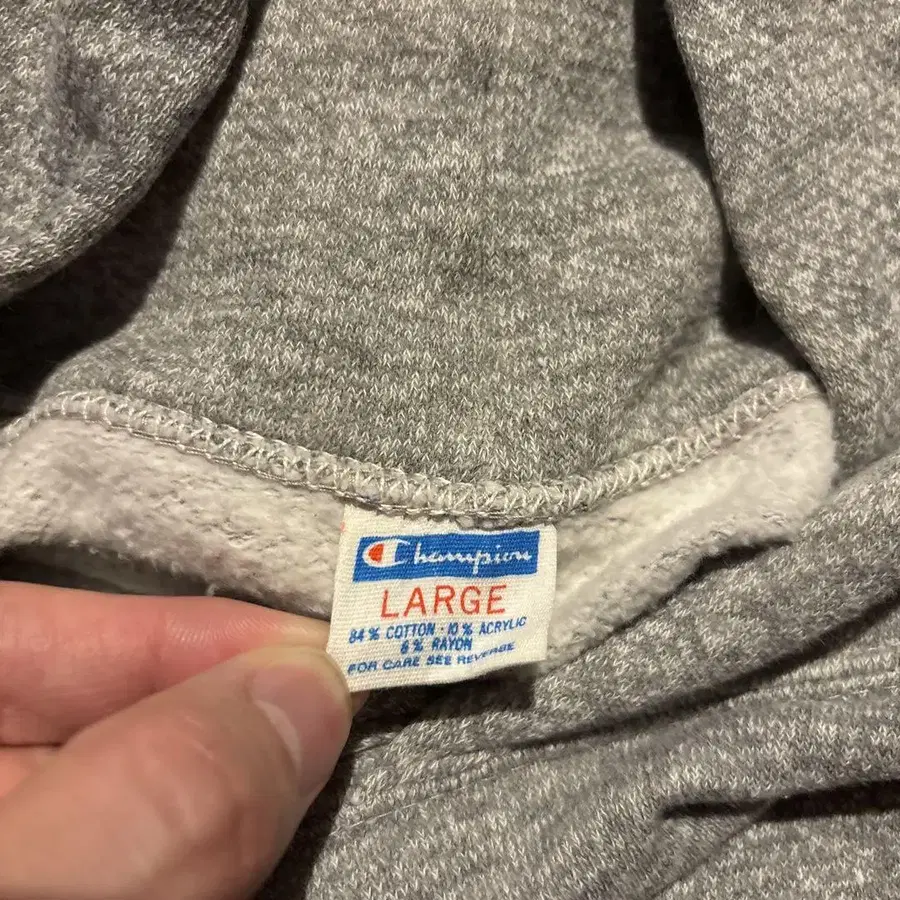 Champion
LARGE
84% COTTON · 10% ACRYLIC
6% RAYON
FOR CARE SEE REVERSE